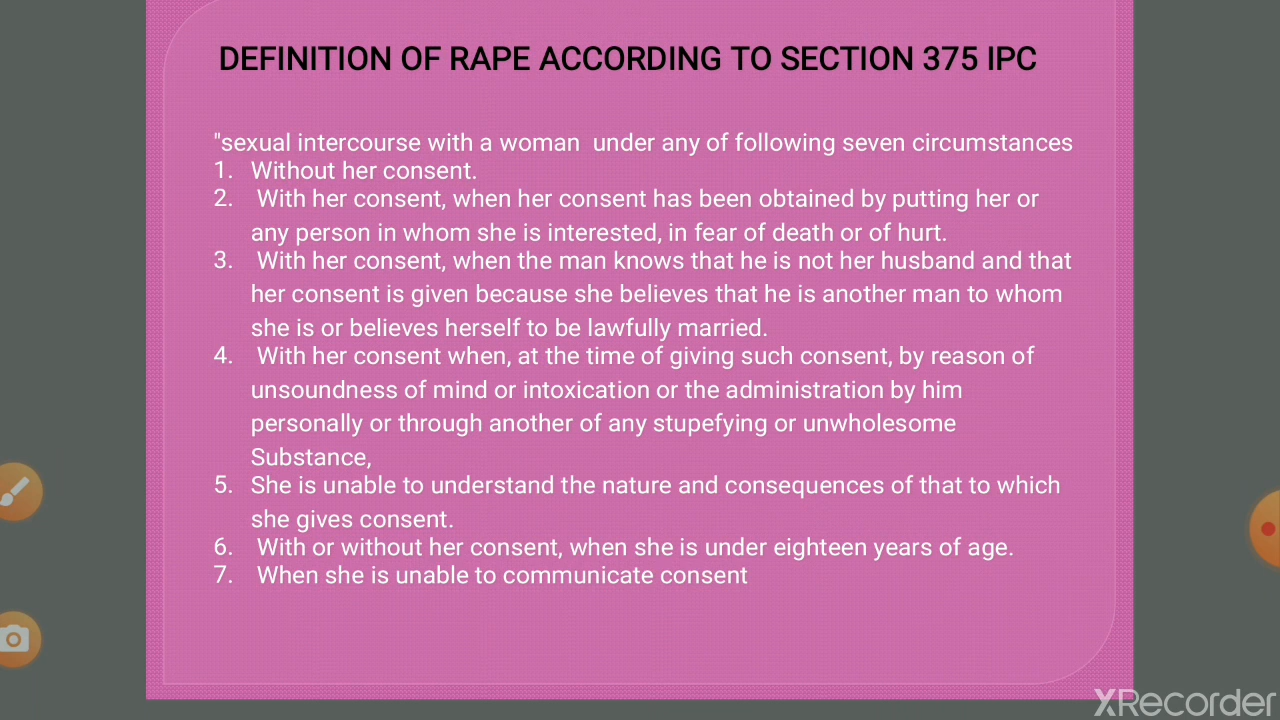 DEFINITION OF RAPE ACCORDING TO SECTION 375 IPC
"sexual intercourse with a woman  under any of following seven circumstances
1. Without her consent.
2. With her consent, when her consent has been obtained by putting her or
any person in whom she is interested, in fear of death or of hurt.
3. With her consent, when the man knows that he is not her husband and that
her consent is given because she believes that he is another man to whom
she is or believes herself to be lawfully married.
4. With her consent when, at the time of giving such consent, by reason of
unsoundness of mind or intoxication or the administration by him
personally or through another of any stupefying or unwholesome
Substance,
5. She is unable to understand the nature and consequences of that to which
she gives consent.
6. With or without her consent, when she is under eighteen years of age.
7. When she is unable to communicate consent
XRecorder